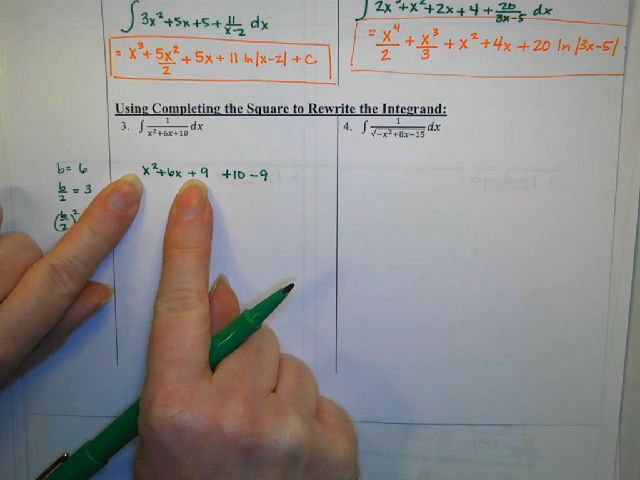 ∫ 3x² + 5x + 5 + 11/(x-2) dx
= x³ + 5x²/2 + 5x + 11 ln|x-2| + C
∫ 2x³ + x² + 2x + 4 + 20/(3x-5) dx
= x⁴/2 + x³/3 + x² + 4x + 20 ln|3x-5|
Using Completing the Square to Rewrite the Integrand:
3. ∫ 1/(x²+6x+10) dx
4. ∫ 1/√(-x²+8x-15) dx
b = 6
b/2 = 3
(b/2)²
x² + 6x + 9 + 10 - 9